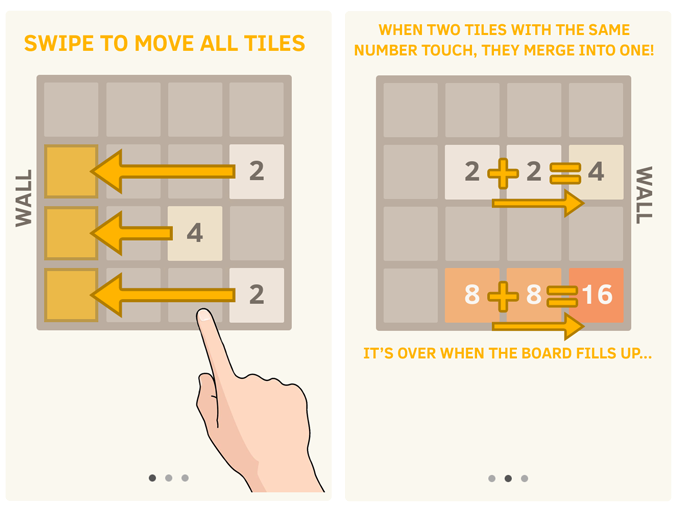 SWIPE TO MOVE ALL TILES
WALL
2
4
2
WHEN TWO TILES WITH THE SAME
NUMBER TOUCH, THEY MERGE INTO ONE!
2 + 2 = 4
WALL
8 + 8 = 16
IT'S OVER WHEN THE BOARD FILLS UP...